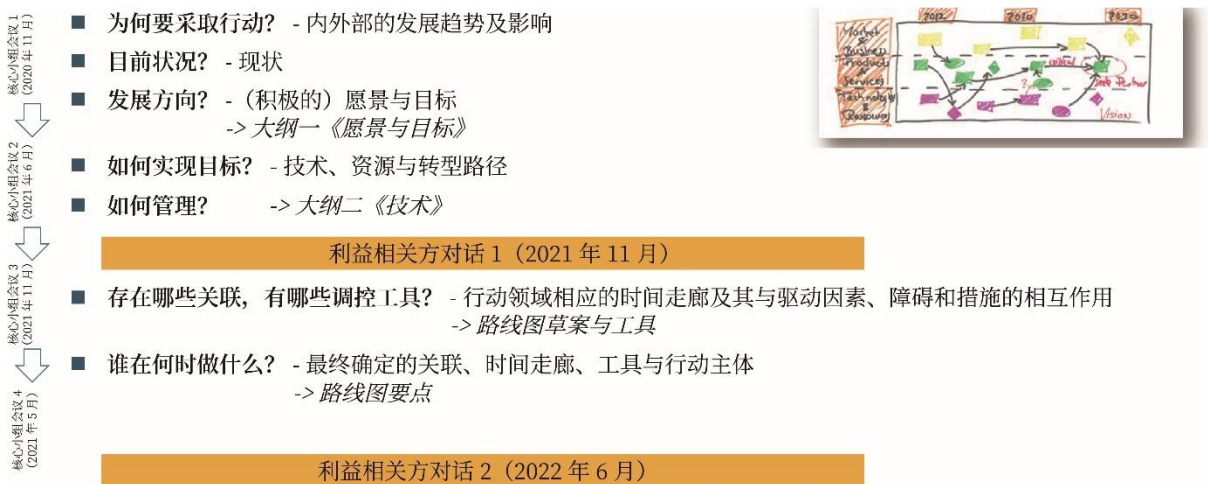 核心小组会议 1
（2020 年 11 月）
■ 为何要采取行动？ - 内外部的发展趋势及影响
■ 目前状况？ - 现状
■ 发展方向？ -（积极的）愿景与目标
-> 大纲一《愿景与目标》
核心小组会议 2
（2021 年 6 月）
■ 如何实现目标？ - 技术、资源与转型路径
■ 如何管理？ -> 大纲二《技术》
利益相关方对话 1（2021 年 11 月）
核心小组会议 3
（2021 年 11 月）
■ 存在哪些关联，有哪些调控工具？ - 行动领域相应的时间走廊及其与驱动因素、障碍和措施的相互作用
-> 路线图草案与工具
■ 谁在何时做什么？ - 最终确定的关联、时间走廊、工具与行动主体
-> 路线图要点
核心小组会议 4
（2021 年 5 月）
利益相关方对话 2（2022 年 6 月）
Market
&
Business
Products
&
Services
Technology
&
Resources
critical
Partner
Vision